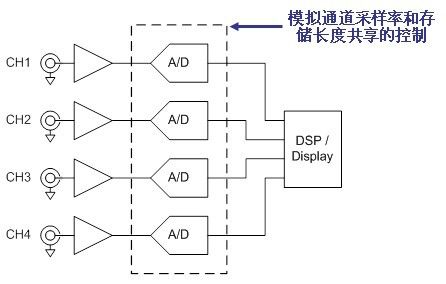 模拟通道采样率和存
储长度共享的控制
CH1
A/D
CH2
A/D
DSP /
Display
CH3
A/D
CH4
A/D